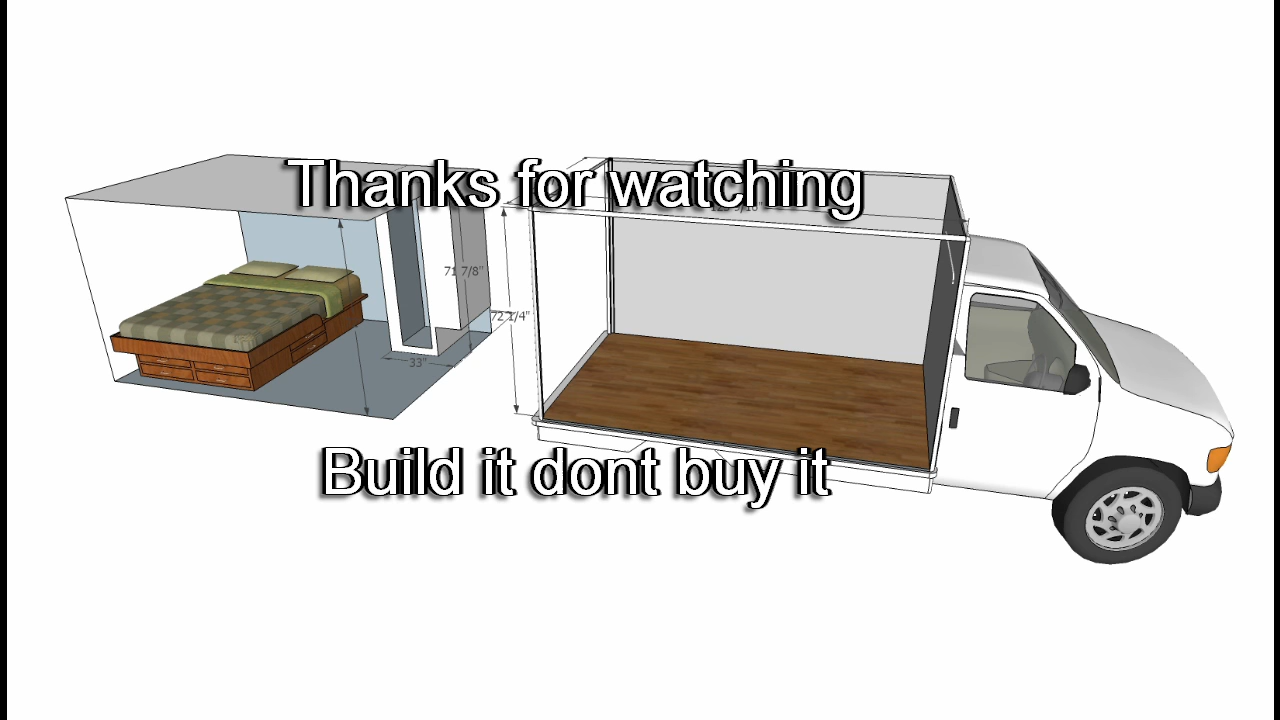 Thanks for watching
71 7/8"
72 1/4"
33"
Build it dont buy it